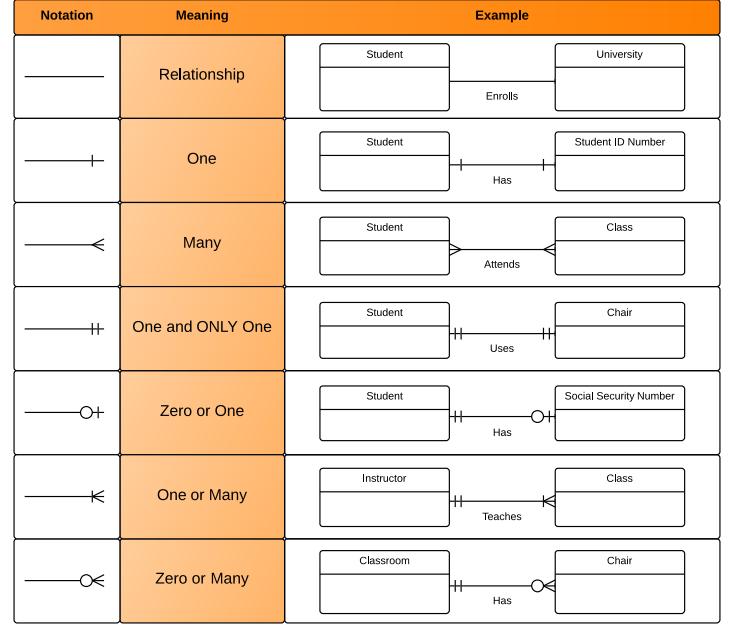 Notation Meaning Example
Relationship
Student University
Enrolls
One
Student Student ID Number
Has
Many
Student Class
Attends
One and ONLY One
Student Chair
Uses
Zero or One
Student Social Security Number
Has
One or Many
Instructor Class
Teaches
Zero or Many
Classroom Chair
Has